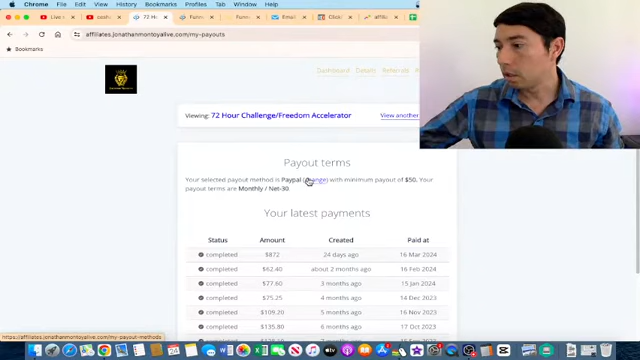 Chrome File Edit View History Bookmarks Profiles Tab Window Help
Live
72 H
Funne
Email
affiliates.jonathanmontoyalive.com/my-payouts
Bookmarks
Dashboard Details Referrals
Viewing: 72 Hour Challenge/Freedom Accelerator View another
Payout terms
Your selected payout method is Paypal (change) with minimum payout of $50. Your
payout terms are Monthly / Net-30.
Your latest payments
Status Amount Created Paid at
completed $872 24 days ago 16 Mar 2024
completed $62.40 about 2 months ago 16 Feb 2024
completed $77.60 3 months ago 15 Jan 2024
completed $75.25 4 months ago 14 Dec 2023
completed $109.20 5 months ago 16 Nov 2023
completed $135.80 6 months ago 17 Oct 2023
https://affiliates.jonathanmontoyalive.com/my-payout-methods